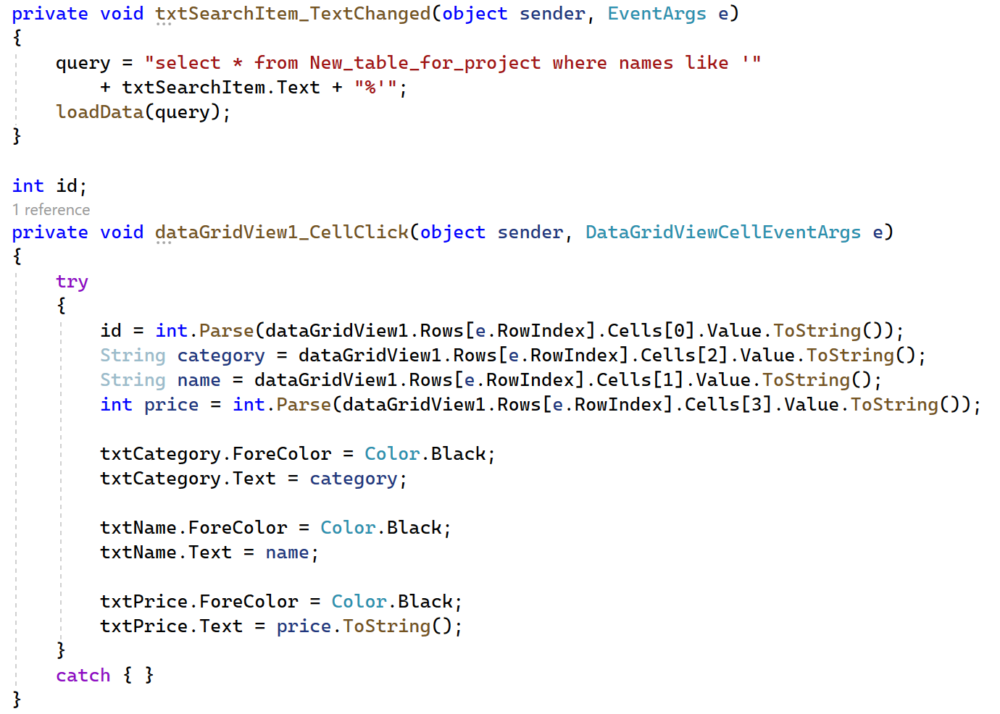 private void txtSearchItem_TextChanged(object sender, EventArgs e)
{
    query = "select * from New_table_for_project where names like '"
        + txtSearchItem.Text + "%'";
    loadData(query);
}

int id;
1 reference
private void dataGridView1_CellClick(object sender, DataGridViewCellEventArgs e)
{
    try
    {
        id = int.Parse(dataGridView1.Rows[e.RowIndex].Cells[0].Value.ToString());
        String category = dataGridView1.Rows[e.RowIndex].Cells[2].Value.ToString();
        String name = dataGridView1.Rows[e.RowIndex].Cells[1].Value.ToString();
        int price = int.Parse(dataGridView1.Rows[e.RowIndex].Cells[3].Value.ToString());

        txtCategory.ForeColor = Color.Black;
        txtCategory.Text = category;

        txtName.ForeColor = Color.Black;
        txtName.Text = name;

        txtPrice.ForeColor = Color.Black;
        txtPrice.Text = price.ToString();
    }
    catch { }
}